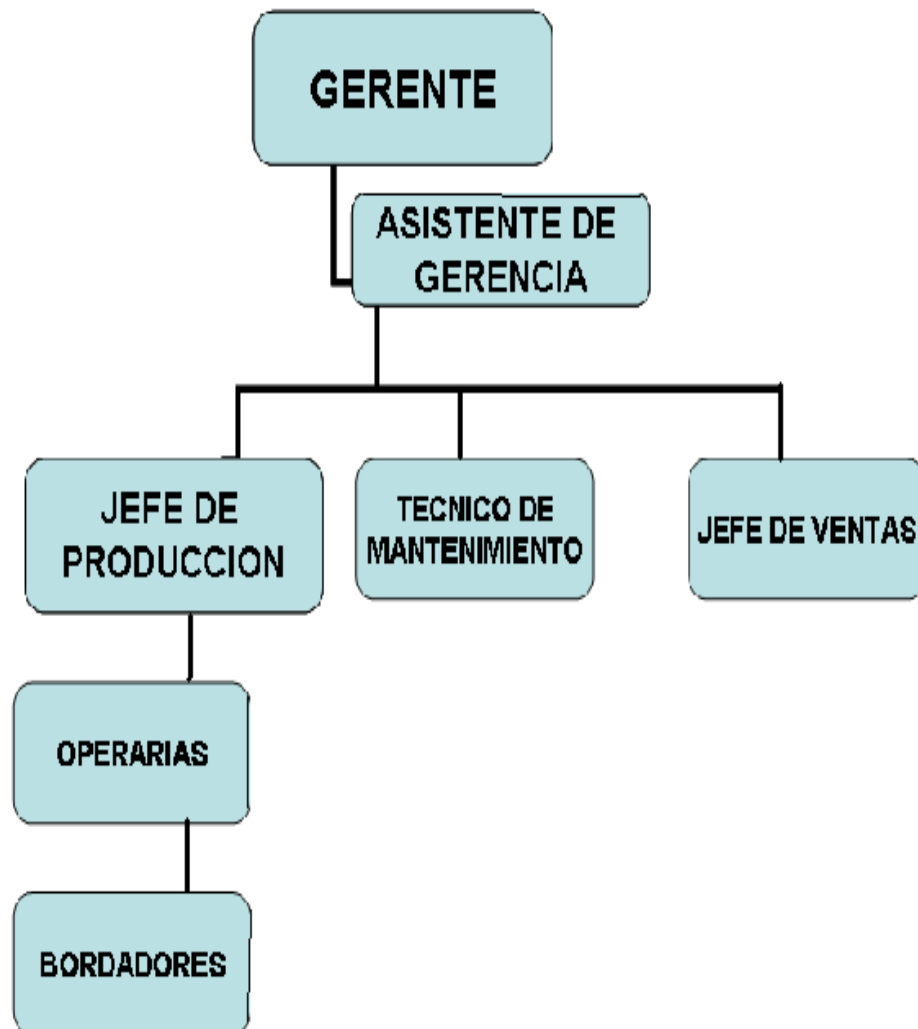 GERENTE
ASISTENTE DE
GERENCIA
JEFE DE
PRODUCCION
TECNICO DE
MANTENIMIENTO
JEFE DE VENTAS
OPERARIAS
BORDADORES